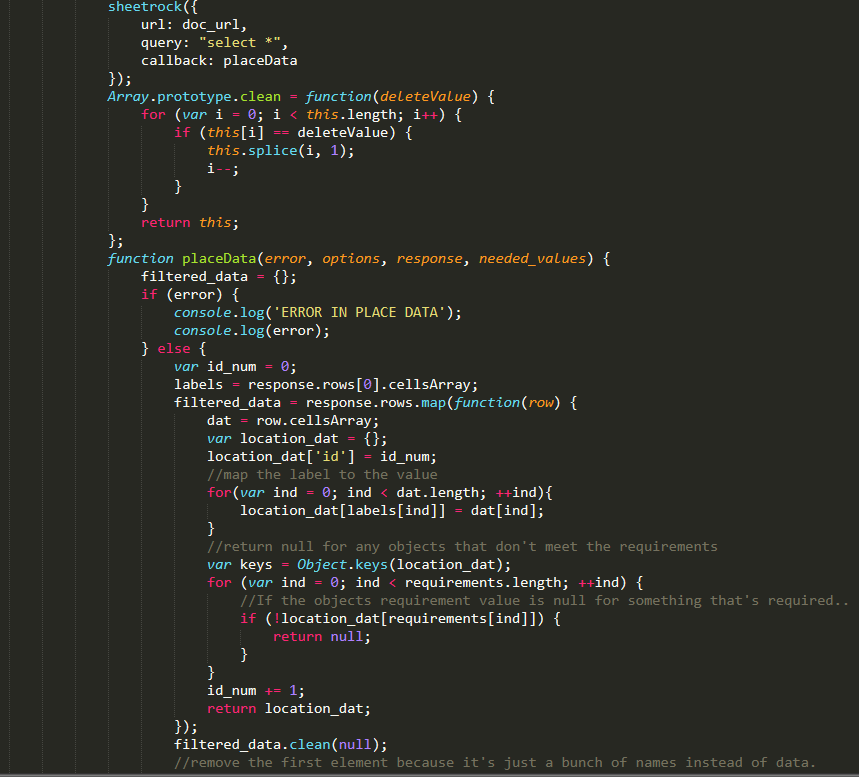 sheetrock({
url: doc_url,
query: "select *",
callback: placeData
});
Array.prototype.clean = function(deleteValue) {
for (var i = 0; i < this.length; i++) {
if (this[i] == deleteValue) {
this.splice(i, 1);
i--;
}
}
return this;
};
function placeData(error, options, response, needed_values) {
filtered_data = {};
if (error) {
console.log('ERROR IN PLACE DATA');
console.log(error);
} else {
var id_num = 0;
labels = response.rows[0].cellsArray;
filtered_data = response.rows.map(function(row) {
dat = row.cellsArray;
var location_dat = {};
location_dat['id'] = id_num;
//map the label to the value
for(var ind = 0; ind < dat.length; ++ind){
location_dat[labels[ind]] = dat[ind];
}
//return null for any objects that don't meet the requirements
var keys = Object.keys(location_dat);
for (var ind = 0; ind < requirements.length; ++ind) {
//If the objects requirement value is null for something that's required..
if (!location_dat[requirements[ind]]) {
return null;
}
}
id_num += 1;
return location_dat;
});
filtered_data.clean(null);
//remove the first element because it's just a bunch of names instead of data.